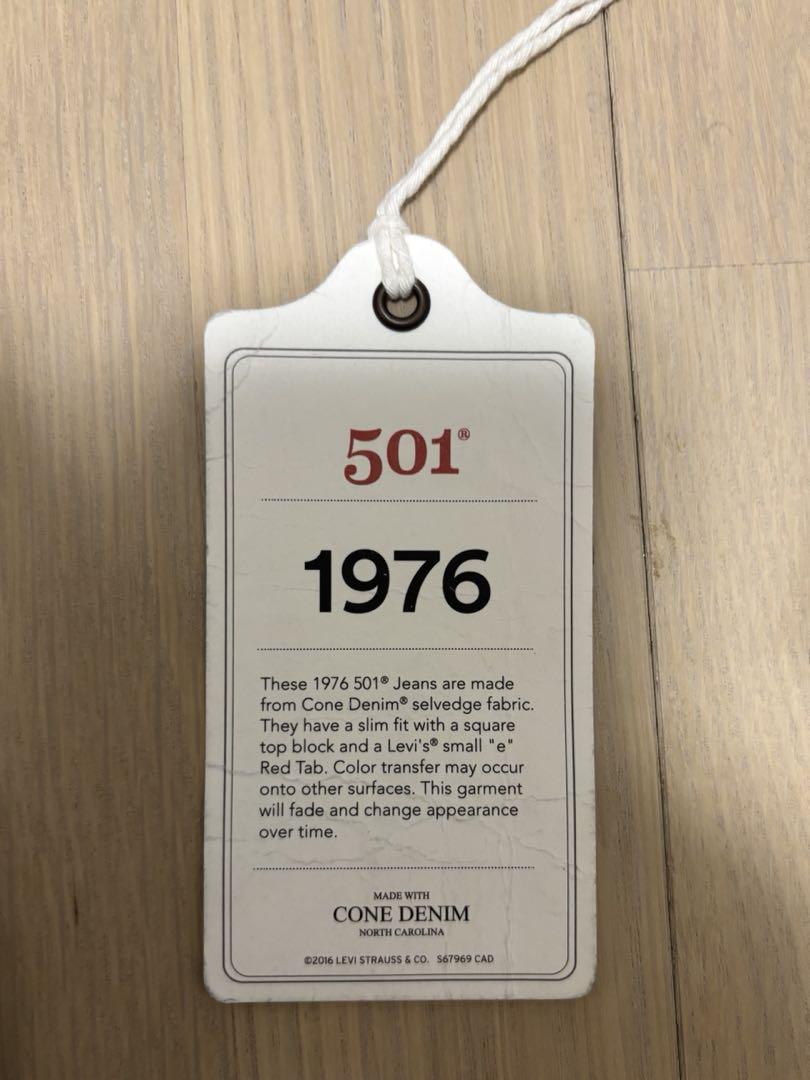 501®
1976
These 1976 501® Jeans are made
from Cone Denim® selvedge fabric.
They have a slim fit with a square
top block and a Levi's® small "e"
Red Tab. Color transfer may occur
onto other surfaces. This garment
will fade and change appearance
over time.
MADE WITH
CONE DENIM
NORTH CAROLINA
©2016 LEVI STRAUSS & CO. S67969 CAD